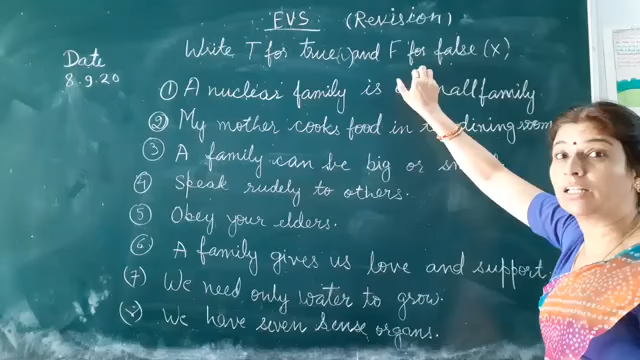 EVS (Revision)
Date
8.9.20
Write T for true(✓) and F for false (X)
① A nuclear family is a small family.
② My mother cooks food in dining room
③ A family can be big or
④ Speak rudely to others.
⑤ Obey your elders.
⑥ A family gives us love and support.
(7) We need only water to grow.
(8) We have seven sense organs.